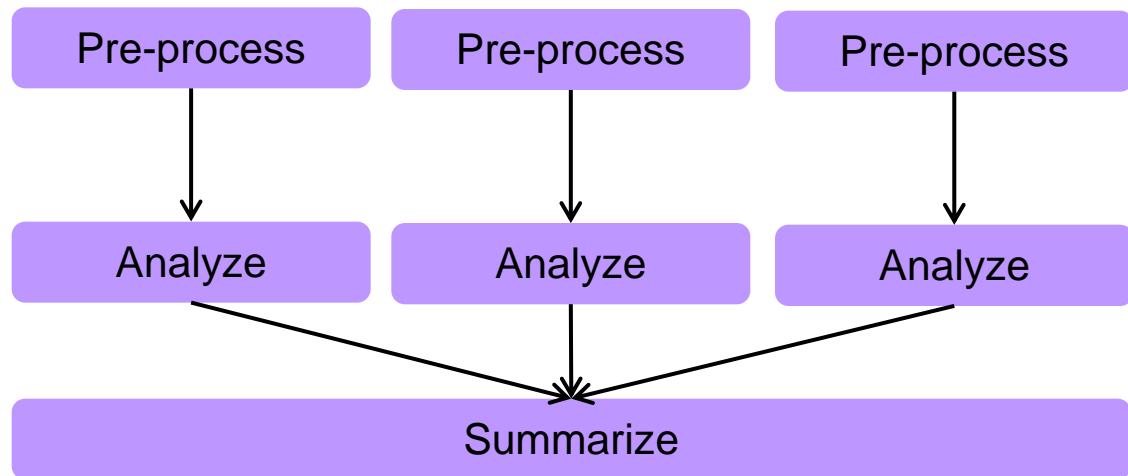 Pre-process
Pre-process
Pre-process
Analyze
Analyze
Analyze
Summarize